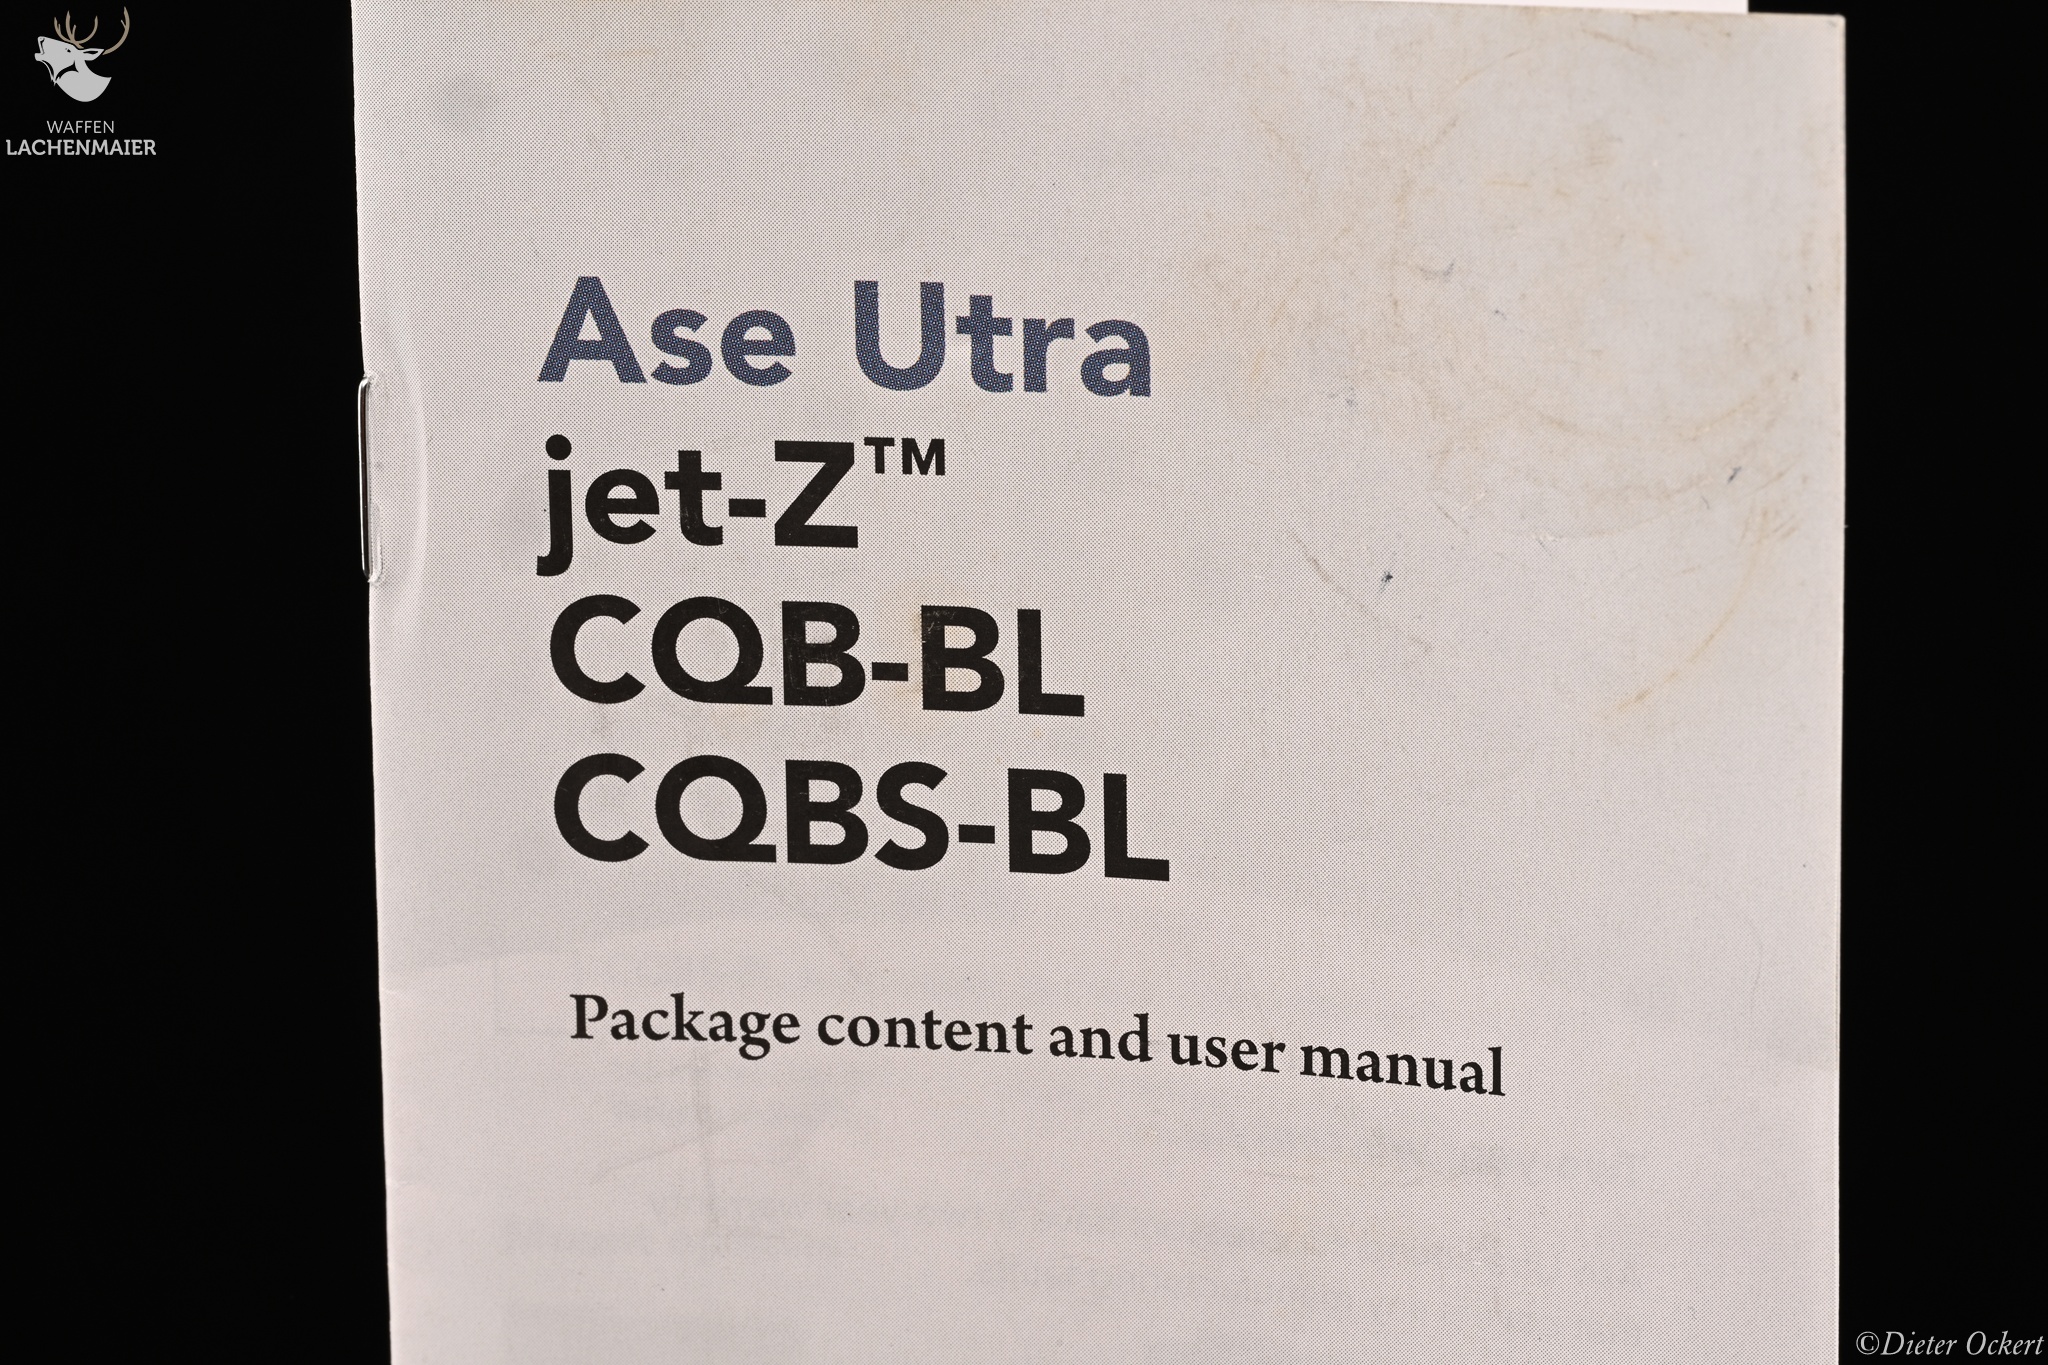 WAFFEN
LACHENMAIER
Ase Utra
jet-Z™
CQB-BL
CQBS-BL
Package content and user manual
©Dieter Ockert